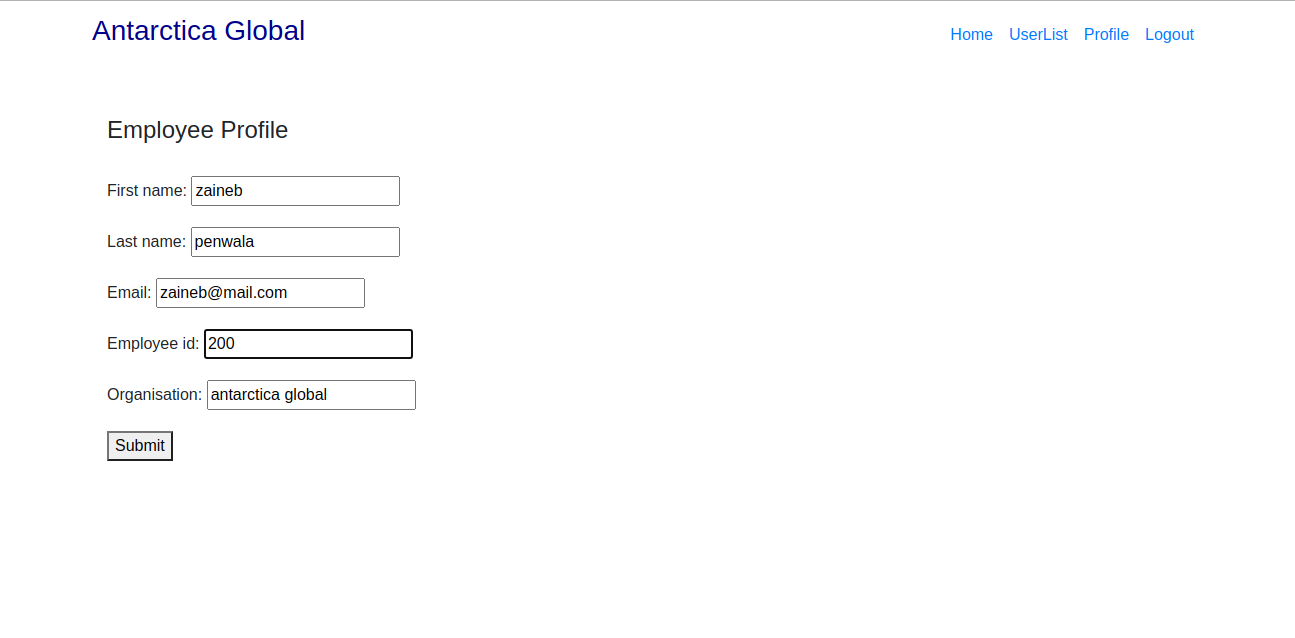 Antarctica Global
Home UserList Profile Logout
Employee Profile
First name: zaineb
Last name: penwala
Email: zaineb@mail.com
Employee id: 200
Organisation: antarctica global
Submit